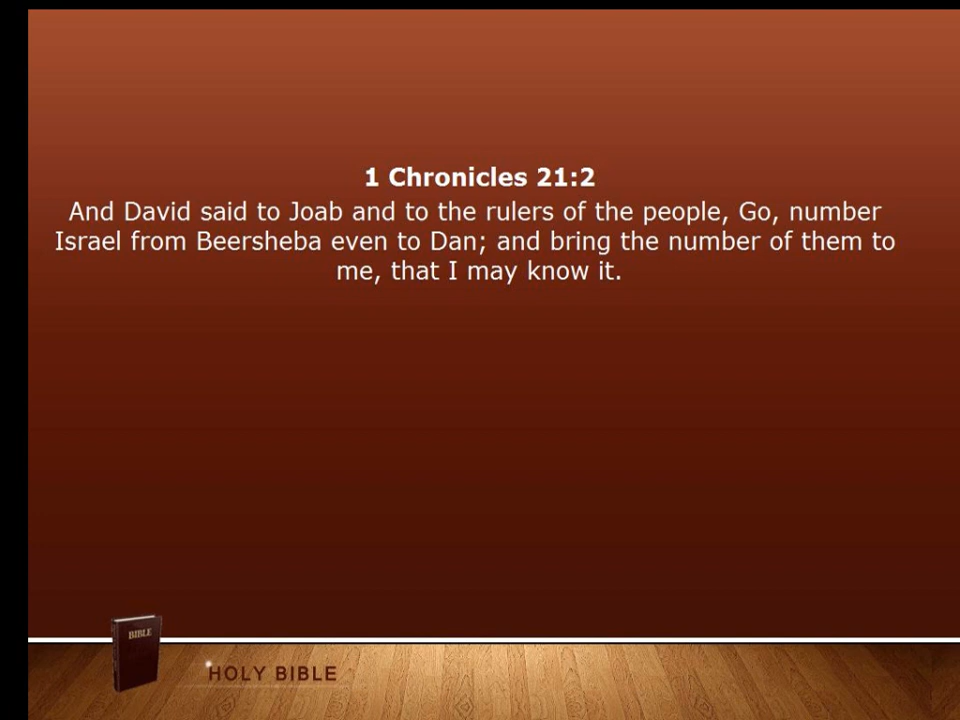 1 Chronicles 21:2
And David said to Joab and to the rulers of the people, Go, number
Israel from Beersheba even to Dan; and bring the number of them to
me, that I may know it.
BIBLE
HOLY BIBLE